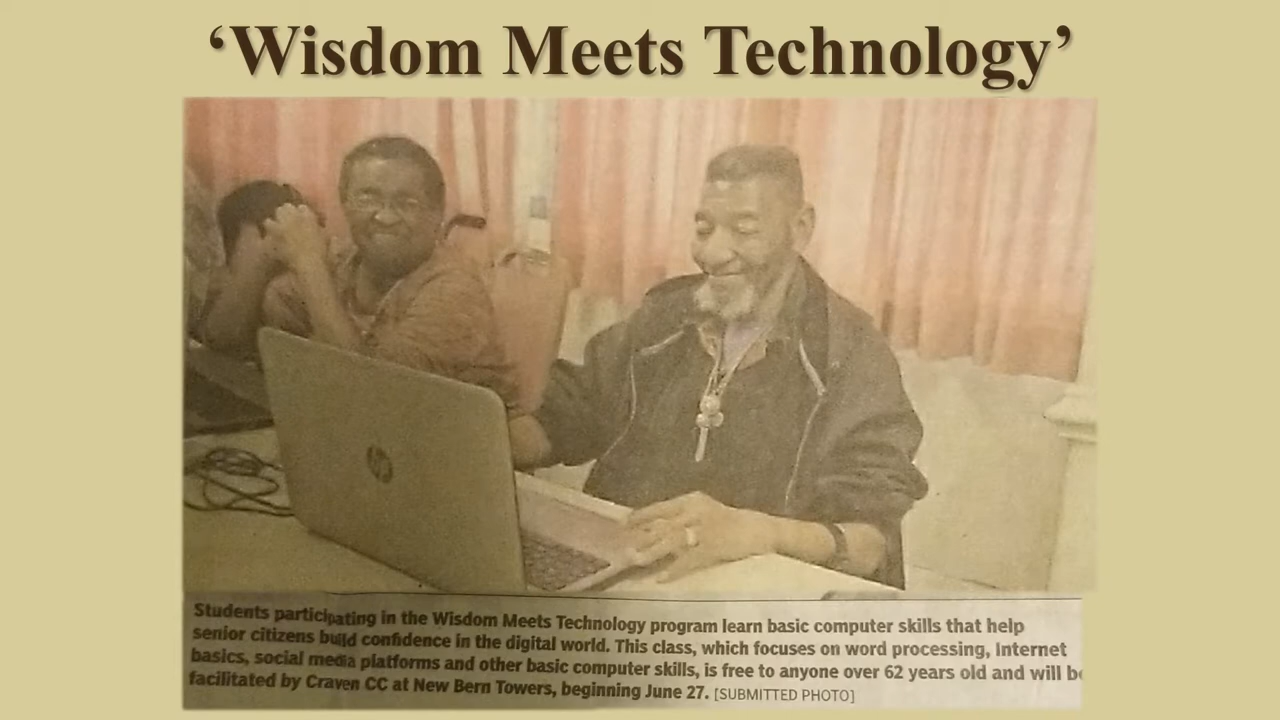 ‘Wisdom Meets Technology’
hp
Students participating in the Wisdom Meets Technology program learn basic computer skills that help
senior citizens build confidence in the digital world. This class, which focuses on word processing, Internet
basics, social media platforms and other basic computer skills, is free to anyone over 62 years old and will be
facilitated by Craven CC at New Bern Towers, beginning June 27. [SUBMITTED PHOTO]